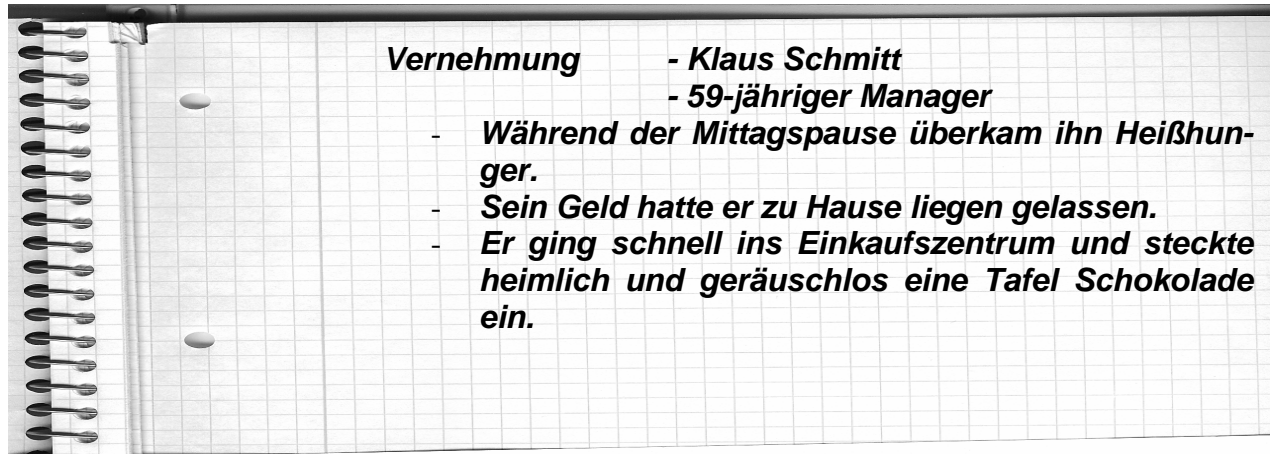 Vernehmung - Klaus Schmitt
- 59-jähriger Manager
- Während der Mittagspause überkam ihn Heißhun-
ger.
- Sein Geld hatte er zu Hause liegen gelassen.
- Er ging schnell ins Einkaufszentrum und steckte
heimlich und geräuschlos eine Tafel Schokolade
ein.